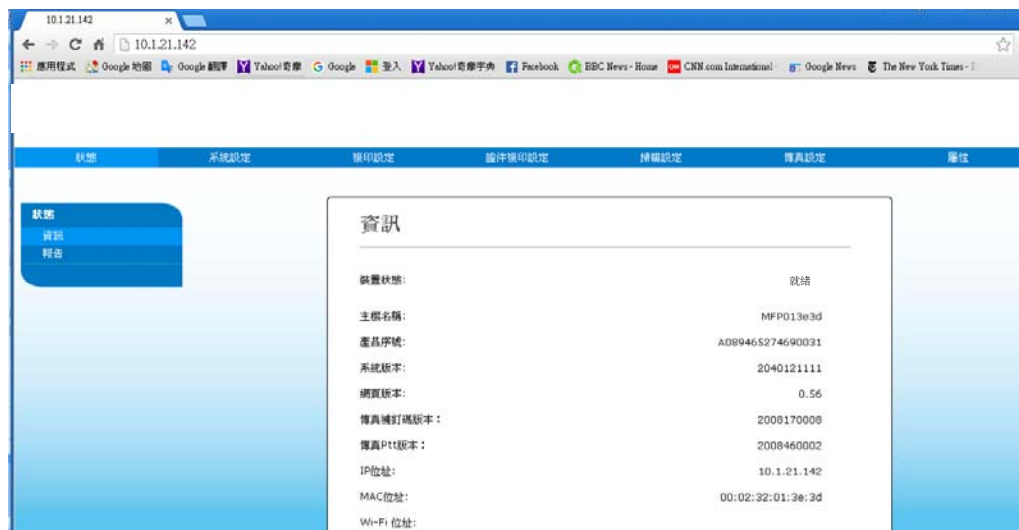 10.1.21.142
10.1.21.142
應用程式 Google 地圖 Google 翻譯 Yahoo!奇摩 Google 登入 Yahoo!奇摩字典 Facebook BBC News - Home CNN.com International Google News The New York Times -
狀態 系統設定 複印設定 證件複印設定 掃描設定 傳真設定 屬性
狀態
資訊
報告
資訊
裝置狀態: 就緒
主機名稱: MFP013e3d
產品序號: A089465274690031
系統版本: 2040121111
網頁版本: 0.56
傳真補釘碼版本： 2008170008
傳真Ptt版本： 2008460002
IP位址: 10.1.21.142
MAC位址: 00:02:32:01:3e:3d
Wi-Fi 位址: